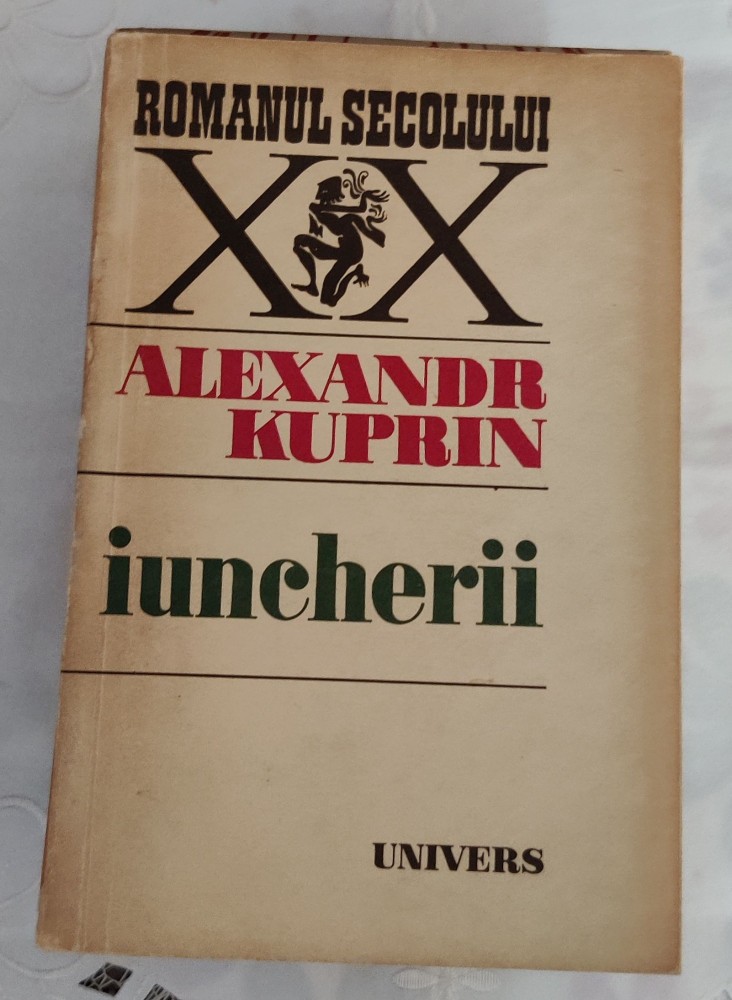 ROMANUL SECOLULUI
XX
ALEXANDR
KUPRIN
iuncherii
UNIVERS